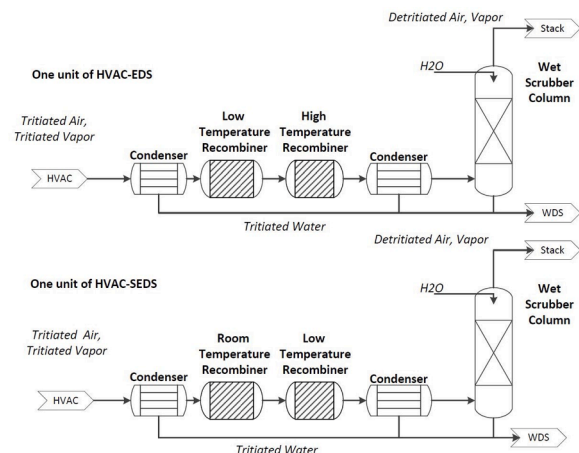 Detritiated Air, Vapor
Stack
One unit of HVAC-EDS
H2O
Wet
Scrubber
Column
Tritiated Air,
Tritiated Vapor
Low
Temperature
Recombiner
High
Temperature
Recombiner
Condenser
Condenser
HVAC
WDS
Tritiated Water
Detritiated Air, Vapor
Stack
One unit of HVAC-SEDS
H2O
Wet
Scrubber
Column
Tritiated Air,
Tritiated Vapor
Room
Temperature
Recombiner
Low
Temperature
Recombiner
Condenser
Condenser
HVAC
WDS
Tritiated Water